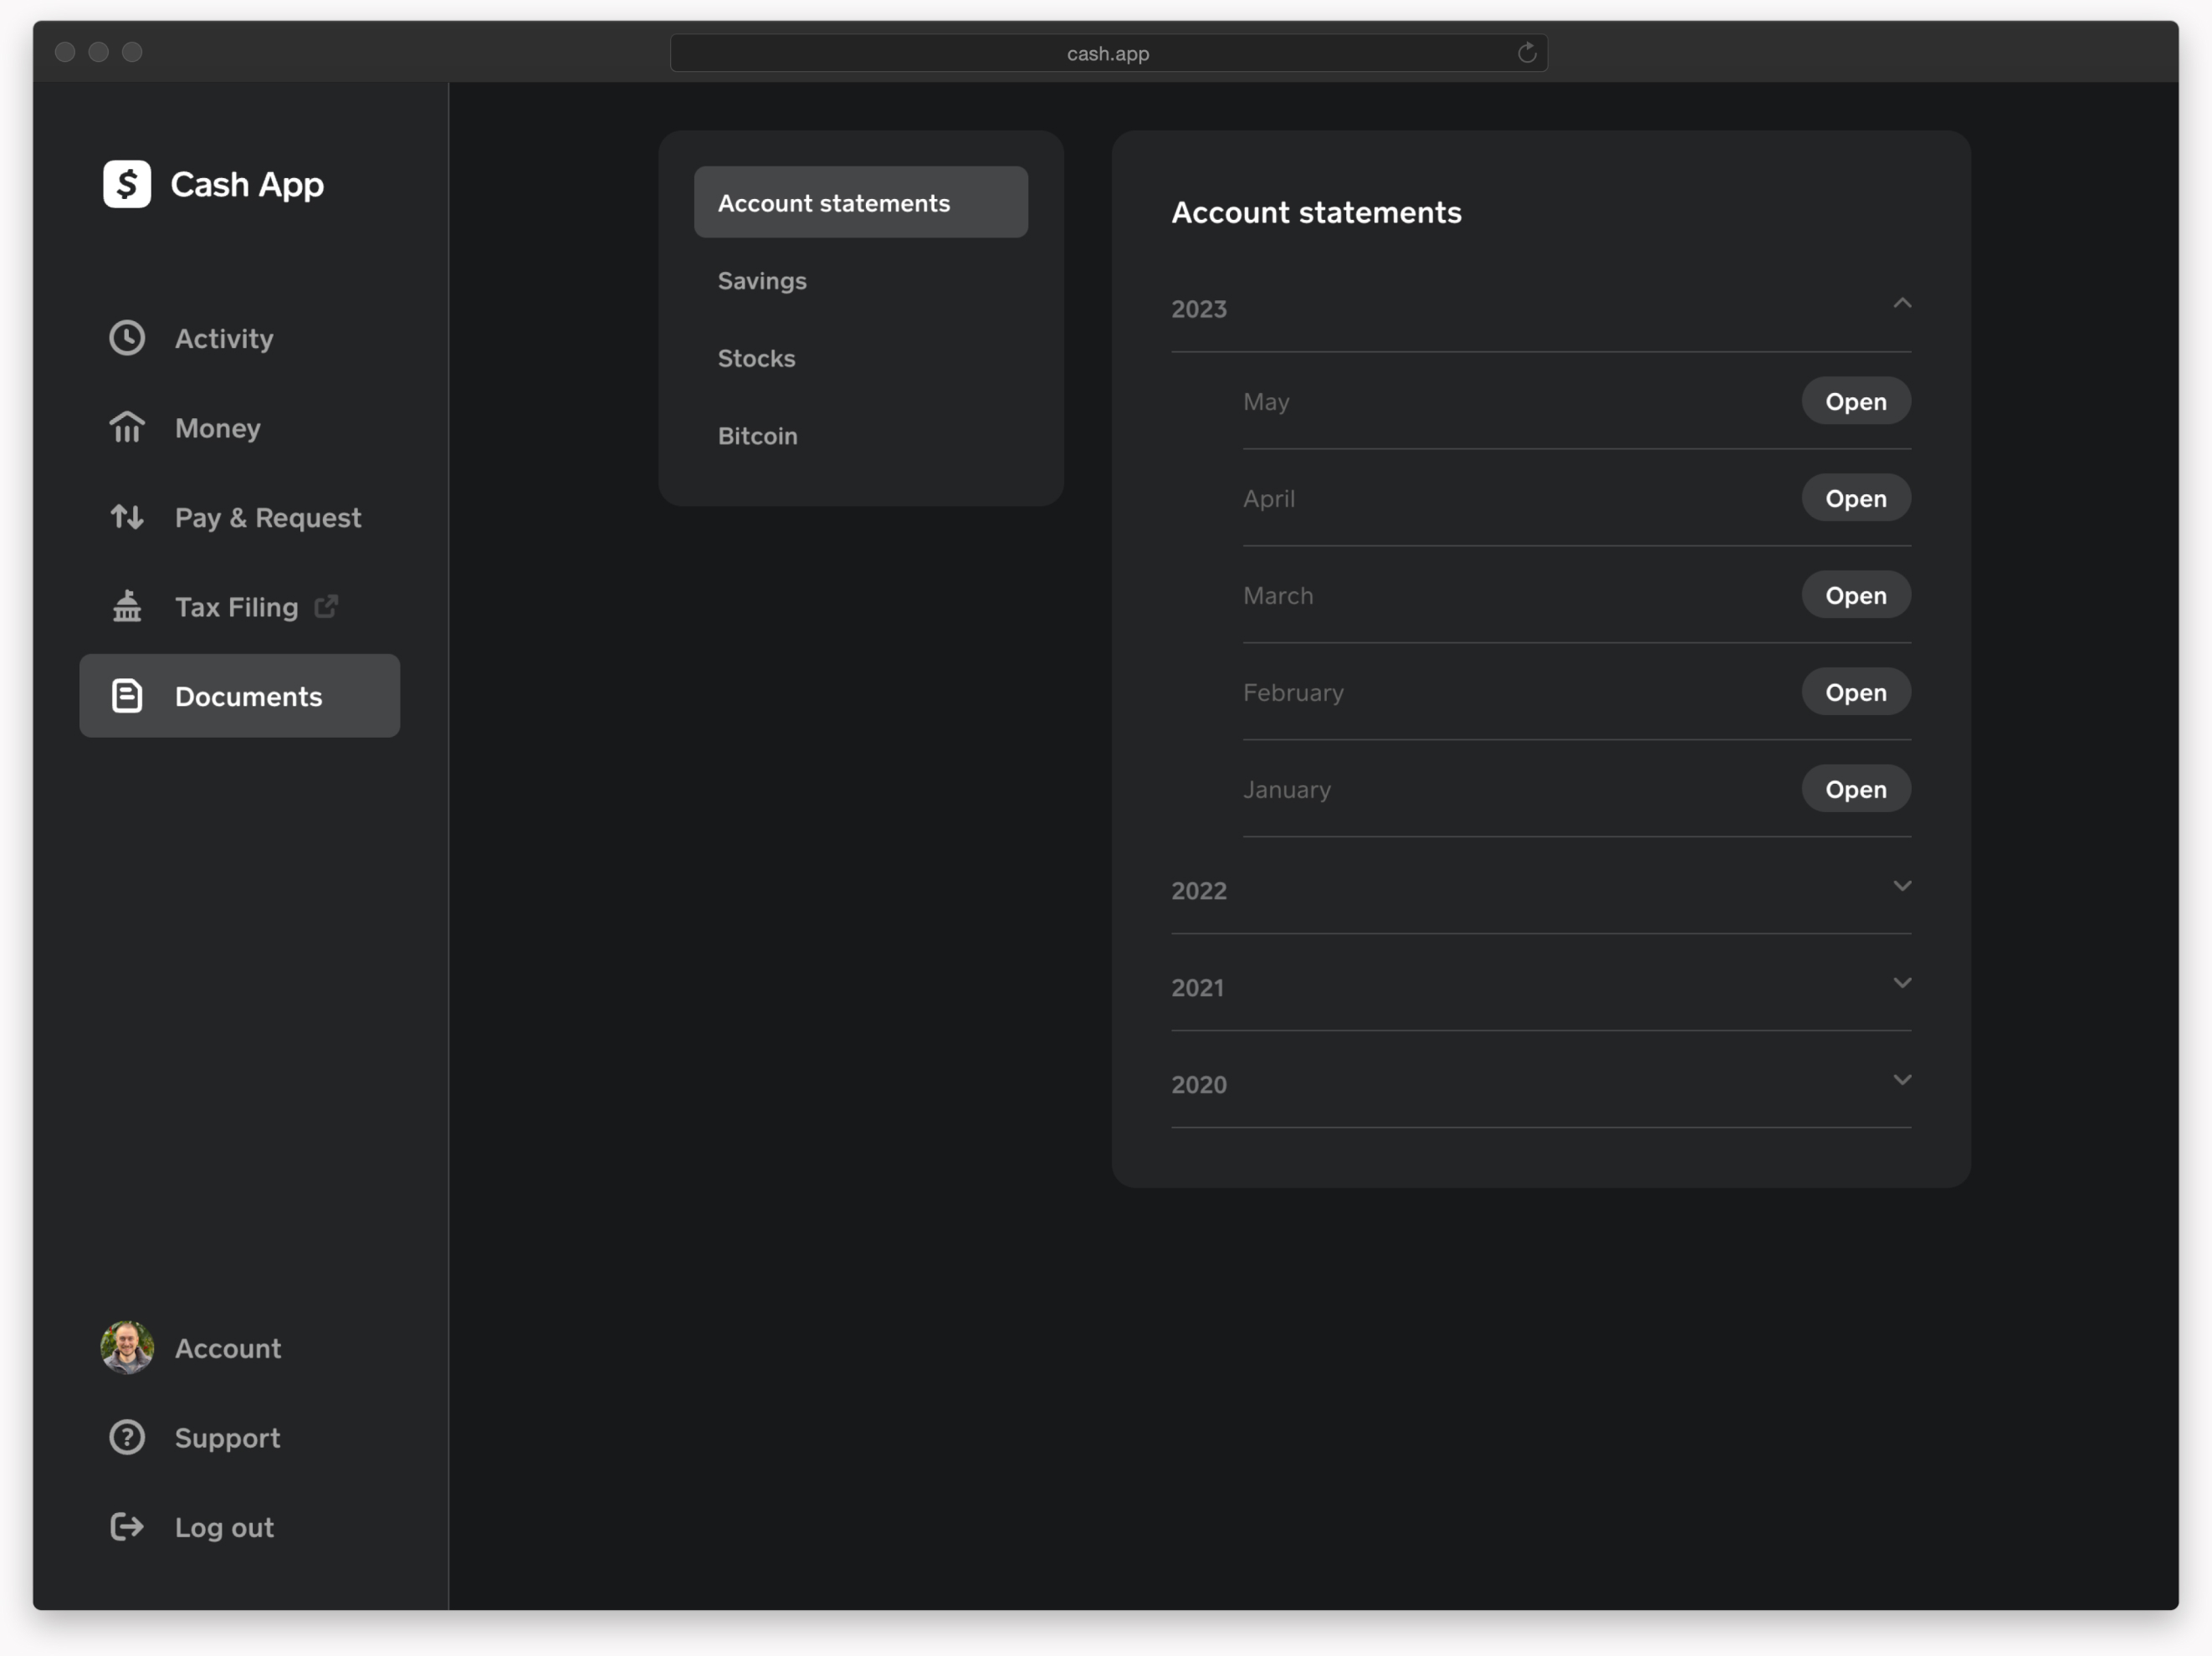 cash.app
Cash App
Activity
Money
Pay & Request
Tax Filing
Documents
Account
Support
Log out
Account statements
Savings
Stocks
Bitcoin
Account statements
2023
May Open
April Open
March Open
February Open
January Open
2022
2021
2020